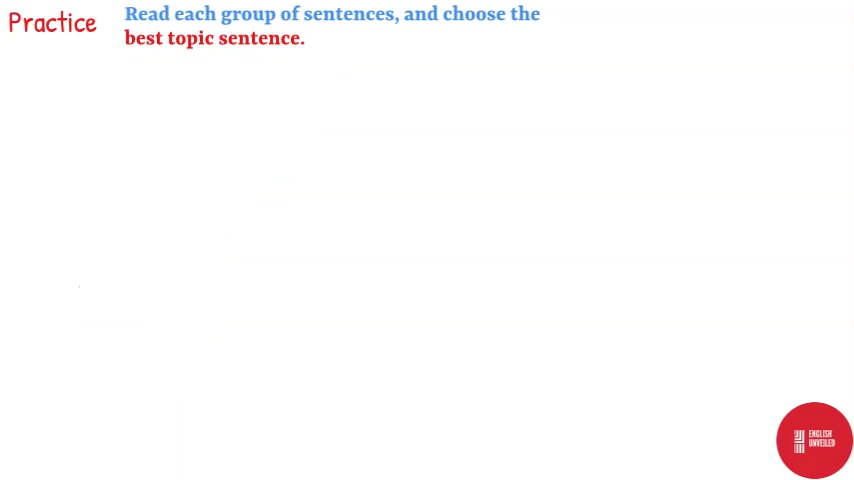 Practice
Read each group of sentences, and choose the
best topic sentence.
ENGLISH
UNVEILED